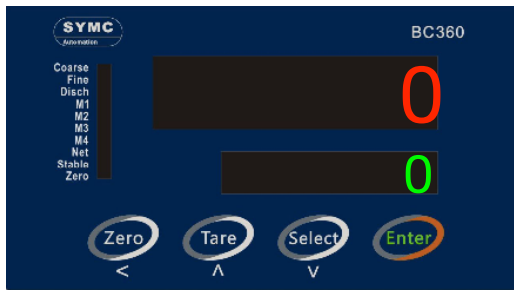 SYMC
Automation
BC360
Coarse
Fine
Disch
M1
M2
M3
M4
Net
Stable
Zero
0
0
Zero
Tare
Select
Enter
<
∧
∨